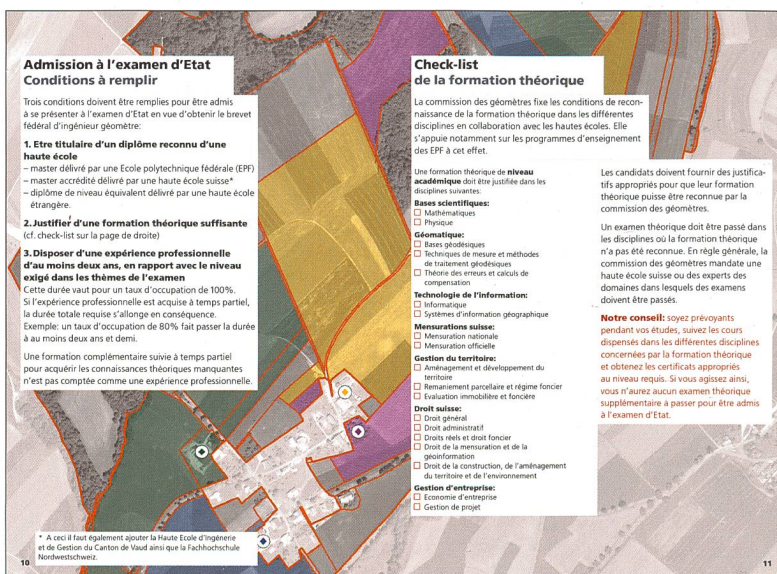 Admission à l'examen d'Etat
Conditions à remplir
Trois conditions doivent être remplies pour être admis
à se présenter à l'examen d'Etat en vue d'obtenir le brevet
fédéral d'ingénieur géomètre:
1. Etre titulaire d'un diplôme reconnu d'une
haute école
– master délivré par une Ecole polytechnique fédérale (EPF)
– master accrédité délivré par une haute école suisse*
– diplôme de niveau équivalent délivré par une haute école
étrangère.
2. Justifier d'une formation théorique suffisante
(cf. check-list sur la page de droite)
3. Disposer d'une expérience professionnelle
d'au moins deux ans, en rapport avec le niveau
exigé dans les thèmes de l'examen
Cette durée vaut pour un taux d'occupation de 100%.
Si l'expérience professionnelle est acquise à temps partiel,
la durée totale requise s'allonge en conséquence.
Exemple: un taux d'occupation de 80% fait passer la durée
à au moins deux ans et demi.
Une formation complémentaire suivie à temps partiel
pour acquérir les connaissances théoriques manquantes
n'est pas comptée comme une expérience professionnelle.
* A ceci il faut également ajouter la Haute Ecole d'Ingénerie
et de Gestion du Canton de Vaud ainsi que la Fachhochschule
Nordwestschweiz.
10
Check-list
de la formation théorique
La commission des géomètres fixe les conditions de recon-
naissance de la formation théorique dans les différentes
disciplines en collaboration avec les hautes écoles. Elle
s'appuie notamment sur les programmes d'enseignement
des EPF à cet effet.
Une formation théorique de niveau
académique doit être justifiée dans les
disciplines suivantes:
Bases scientifiques:
Mathématiques
Physique
Géomatique:
Bases géodésiques
Techniques de mesure et méthodes
de traitement géodésiques
Théorie des erreurs et calculs de
compensation
Technologie de l'information:
Informatique
Systèmes d'information géographique
Mensurations suisse:
Mensuration nationale
Mensuration officielle
Gestion du territoire:
Aménagement et développement du
territoire
Remaniement parcellaire et régime foncier
Evaluation immobilière et foncière
Droit suisse:
Droit général
Droit administratif
Droits réels et droit foncier
Droit de la mensuration et de la
géoinformation
Droit de la construction, de l'aménagement
du territoire et de l'environnement
Gestion d'entreprise:
Economie d'entreprise
Gestion de projet
Les candidats doivent fournir des justifica-
tifs appropriés pour que leur formation
théorique puisse être reconnue par la
commission des géomètres.
Un examen théorique doit être passé dans
les disciplines où la formation théorique
n'a pas été reconnue. En règle générale, la
commission des géomètres mandate une
haute école suisse ou des experts des
domaines dans lesquels des examens
doivent être passés.
Notre conseil: soyez prévoyants
pendant vos études, suivez les cours
dispensés dans les différentes disciplines
concernées par la formation théorique
et obtenez les certificats appropriés
au niveau requis. Si vous agissez ainsi,
vous n'aurez aucun examen théorique
supplémentaire à passer pour être admis
à l'examen d'Etat.
11